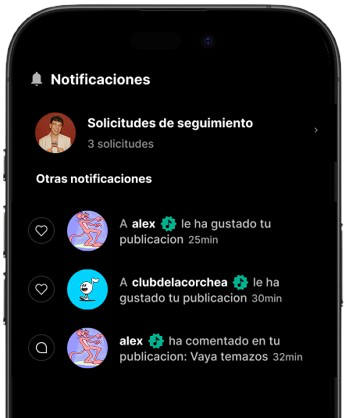 Notificaciones
Solicitudes de seguimiento
3 solicitudes
Otras notificaciones
A alex le ha gustado tu
publicacion 25min
A clubdelacorchea le ha
gustado tu publicacion 30min
alex ha comentado en tu
publicacion: Vaya temazos 32min